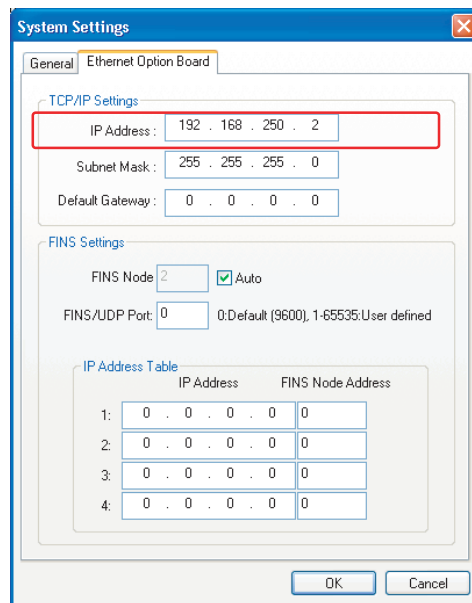 System Settings
General Ethernet Option Board
TCP/IP Settings
IP Address : 192 . 168 . 250 . 2
Subnet Mask : 255 . 255 . 255 . 0
Default Gateway : 0 . 0 . 0 . 0
FINS Settings
FINS Node 2 Auto
FINS/UDP Port: 0 0:Default (9600), 1-65535:User defined
IP Address Table
IP Address FINS Node Address
1: 0 . 0 . 0 . 0 0
2: 0 . 0 . 0 . 0 0
3: 0 . 0 . 0 . 0 0
4: 0 . 0 . 0 . 0 0
OK Cancel